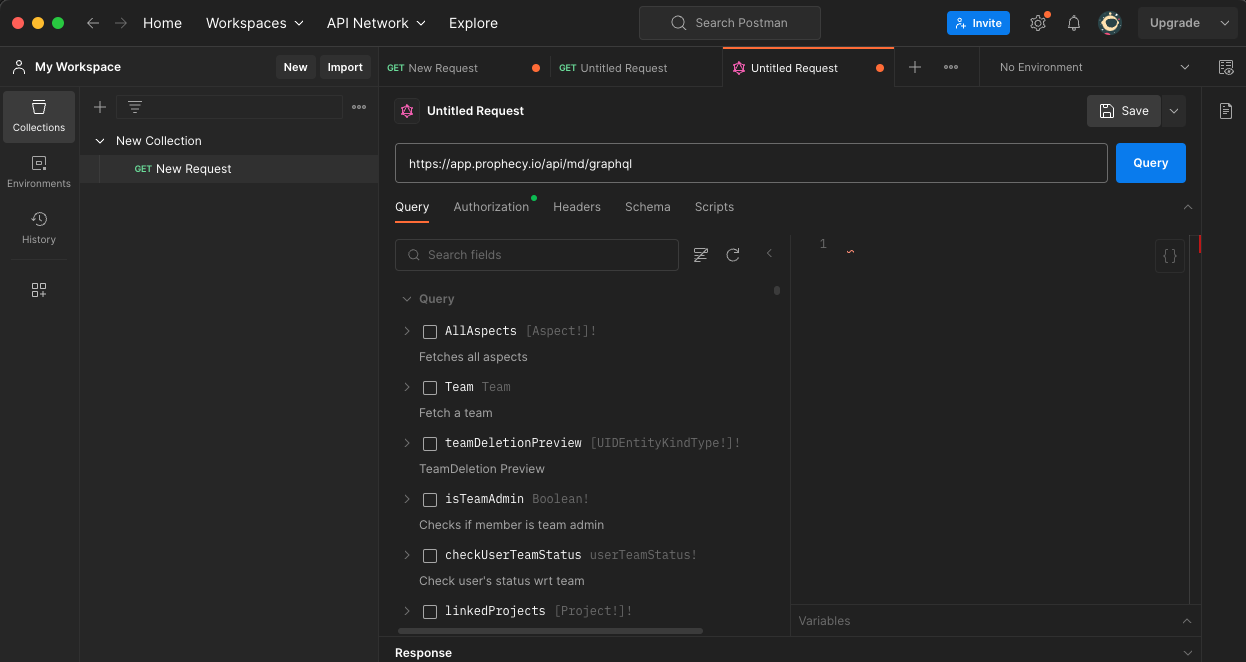 Home Workspaces API Network Explore Search Postman Invite Upgrade
My Workspace New Import GET New Request GET Untitled Request Untitled Request No Environment
Collections
Environments
History
New Collection
GET New Request
Untitled Request Save
https://app.prophecy.io/api/md/graphql Query
Query Authorization Headers Schema Scripts
Search fields 1 {}
Query
AllAspects [Aspect!]!
Fetches all aspects
Team Team
Fetch a team
teamDeletionPreview [UIDEntityKindType!]!
TeamDeletion Preview
isTeamAdmin Boolean!
Checks if member is team admin
checkUserTeamStatus userTeamStatus!
Check user's status wrt team
linkedProjects [Project!]!
Variables
Response